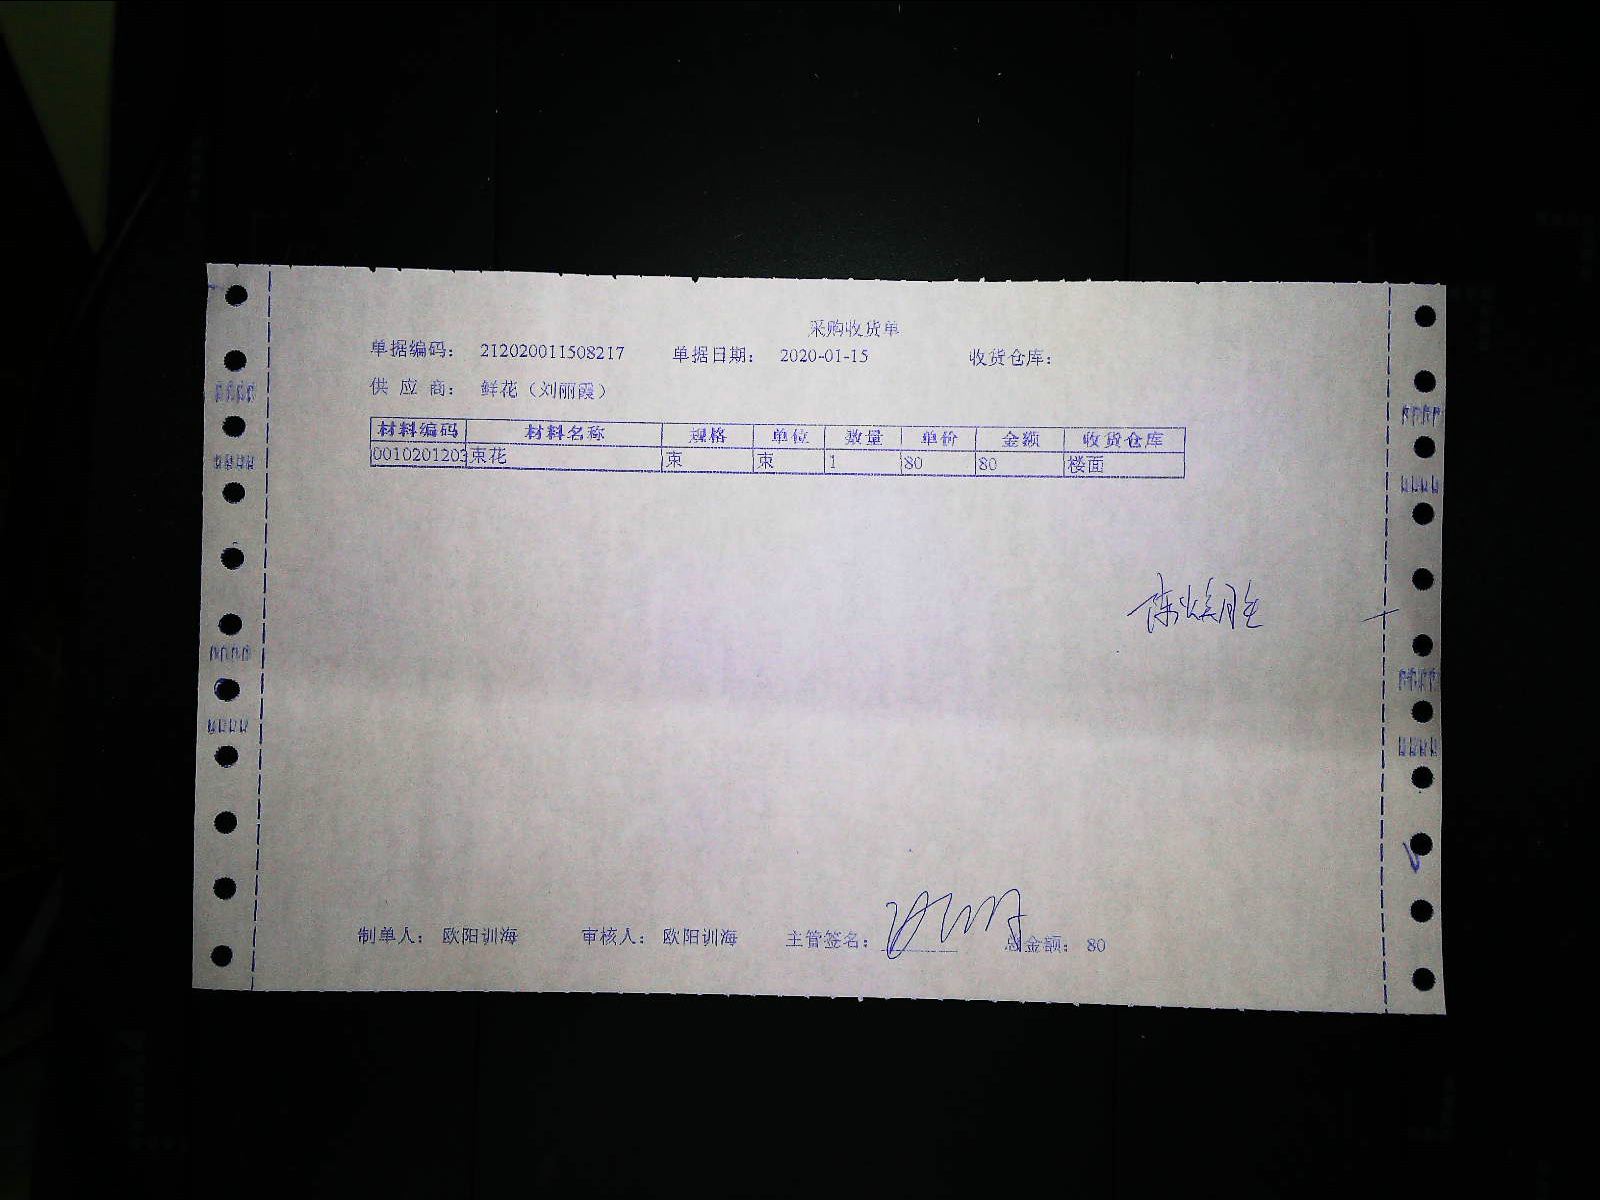 采购收货单
单据编码： 212020011508217 单据日期： 2020-01-15 收货仓库：
供 应 商： 鲜花（刘丽霞）
材料编码 材料名称 规格 单位 数量 单价 金额 收货仓库
0010201203 束花 束 束 1 80 80 楼面
陈焕胜
制单人： 欧阳训海 审核人： 欧阳训海 主管签名： 总金额： 80